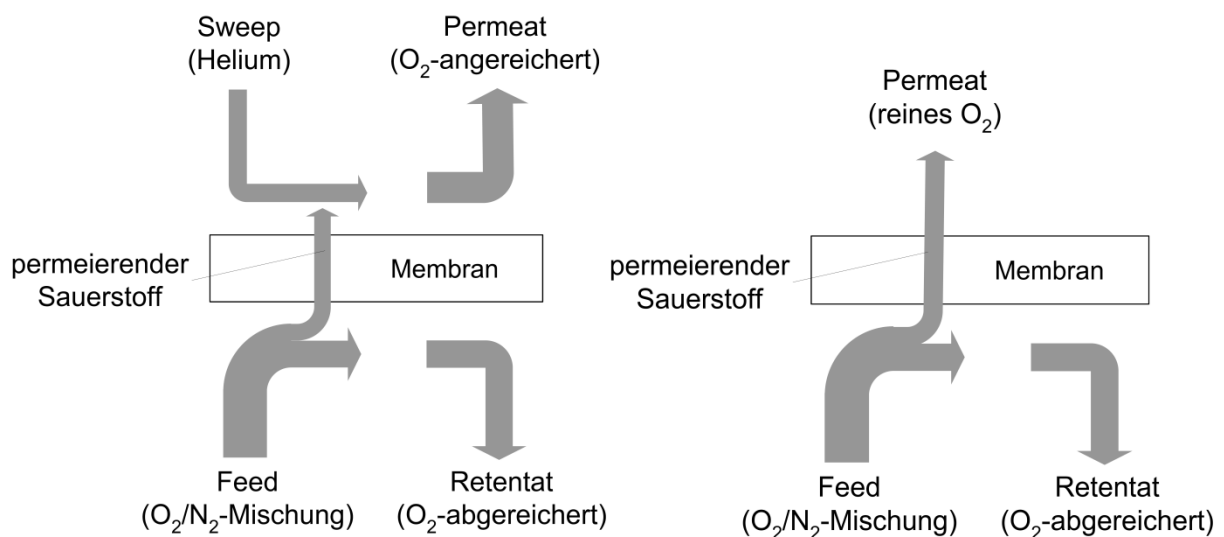 Sweep
(Helium)
Permeat
(O₂-angereichert)
permeierender
Sauerstoff
Membran
Feed
(O₂/N₂-Mischung)
Retentat
(O₂-abgereichert)
Permeat
(reines O₂)
permeierender
Sauerstoff
Membran
Feed
(O₂/N₂-Mischung)
Retentat
(O₂-abgereichert)